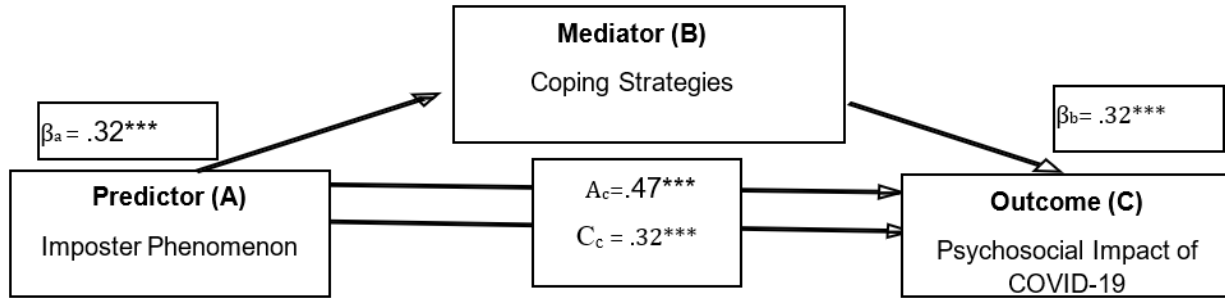 Mediator (B)
Coping Strategies
βa = .32***
βb= .32***
Predictor (A)
Imposter Phenomenon
Ac=.47***
Cc = .32***
Outcome (C)
Psychosocial Impact of
COVID-19